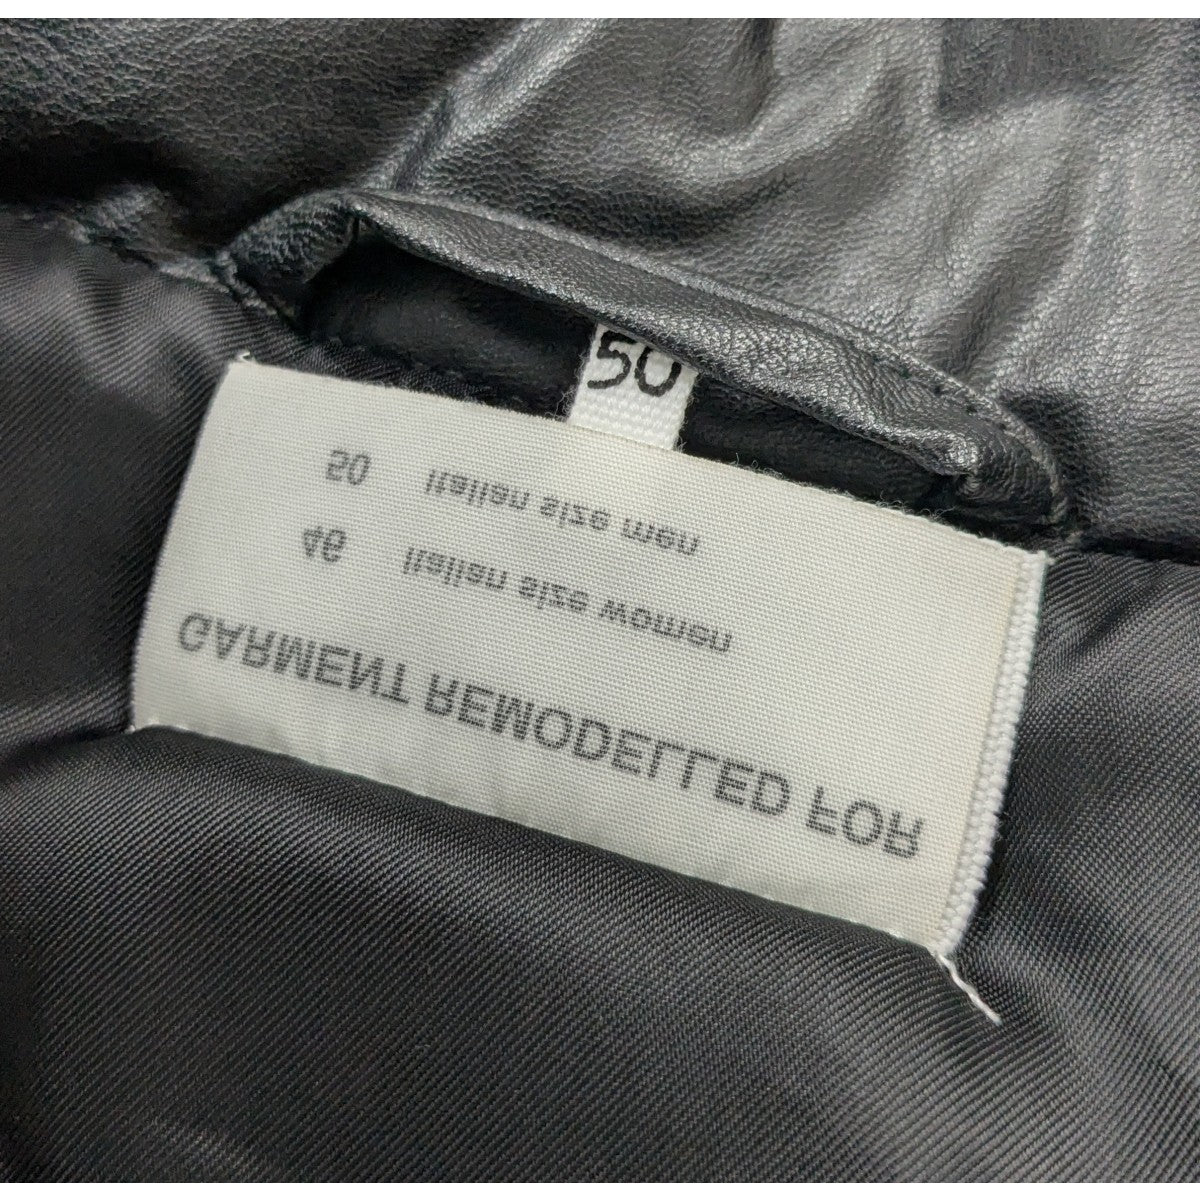 50
GARMENT REMODELLED FOR
46 italian size women
50 italian size men